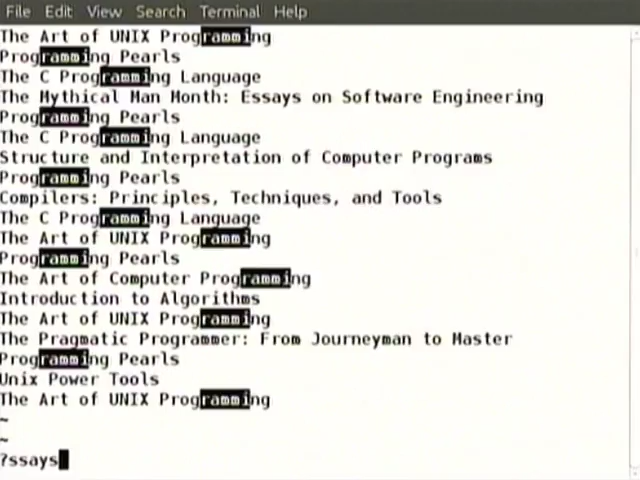 File Edit View Search Terminal Help
The Art of UNIX Programming
Programming Pearls
The C Programming Language
The Mythical Man Month: Essays on Software Engineering
Programming Pearls
The C Programming Language
Structure and Interpretation of Computer Programs
Programming Pearls
Compilers: Principles, Techniques, and Tools
The C Programming Language
The Art of UNIX Programming
Programming Pearls
The Art of Computer Programming
Introduction to Algorithms
The Art of UNIX Programming
The Pragmatic Programmer: From Journeyman to Master
Programming Pearls
Unix Power Tools
The Art of UNIX Programming
~
~
?ssays